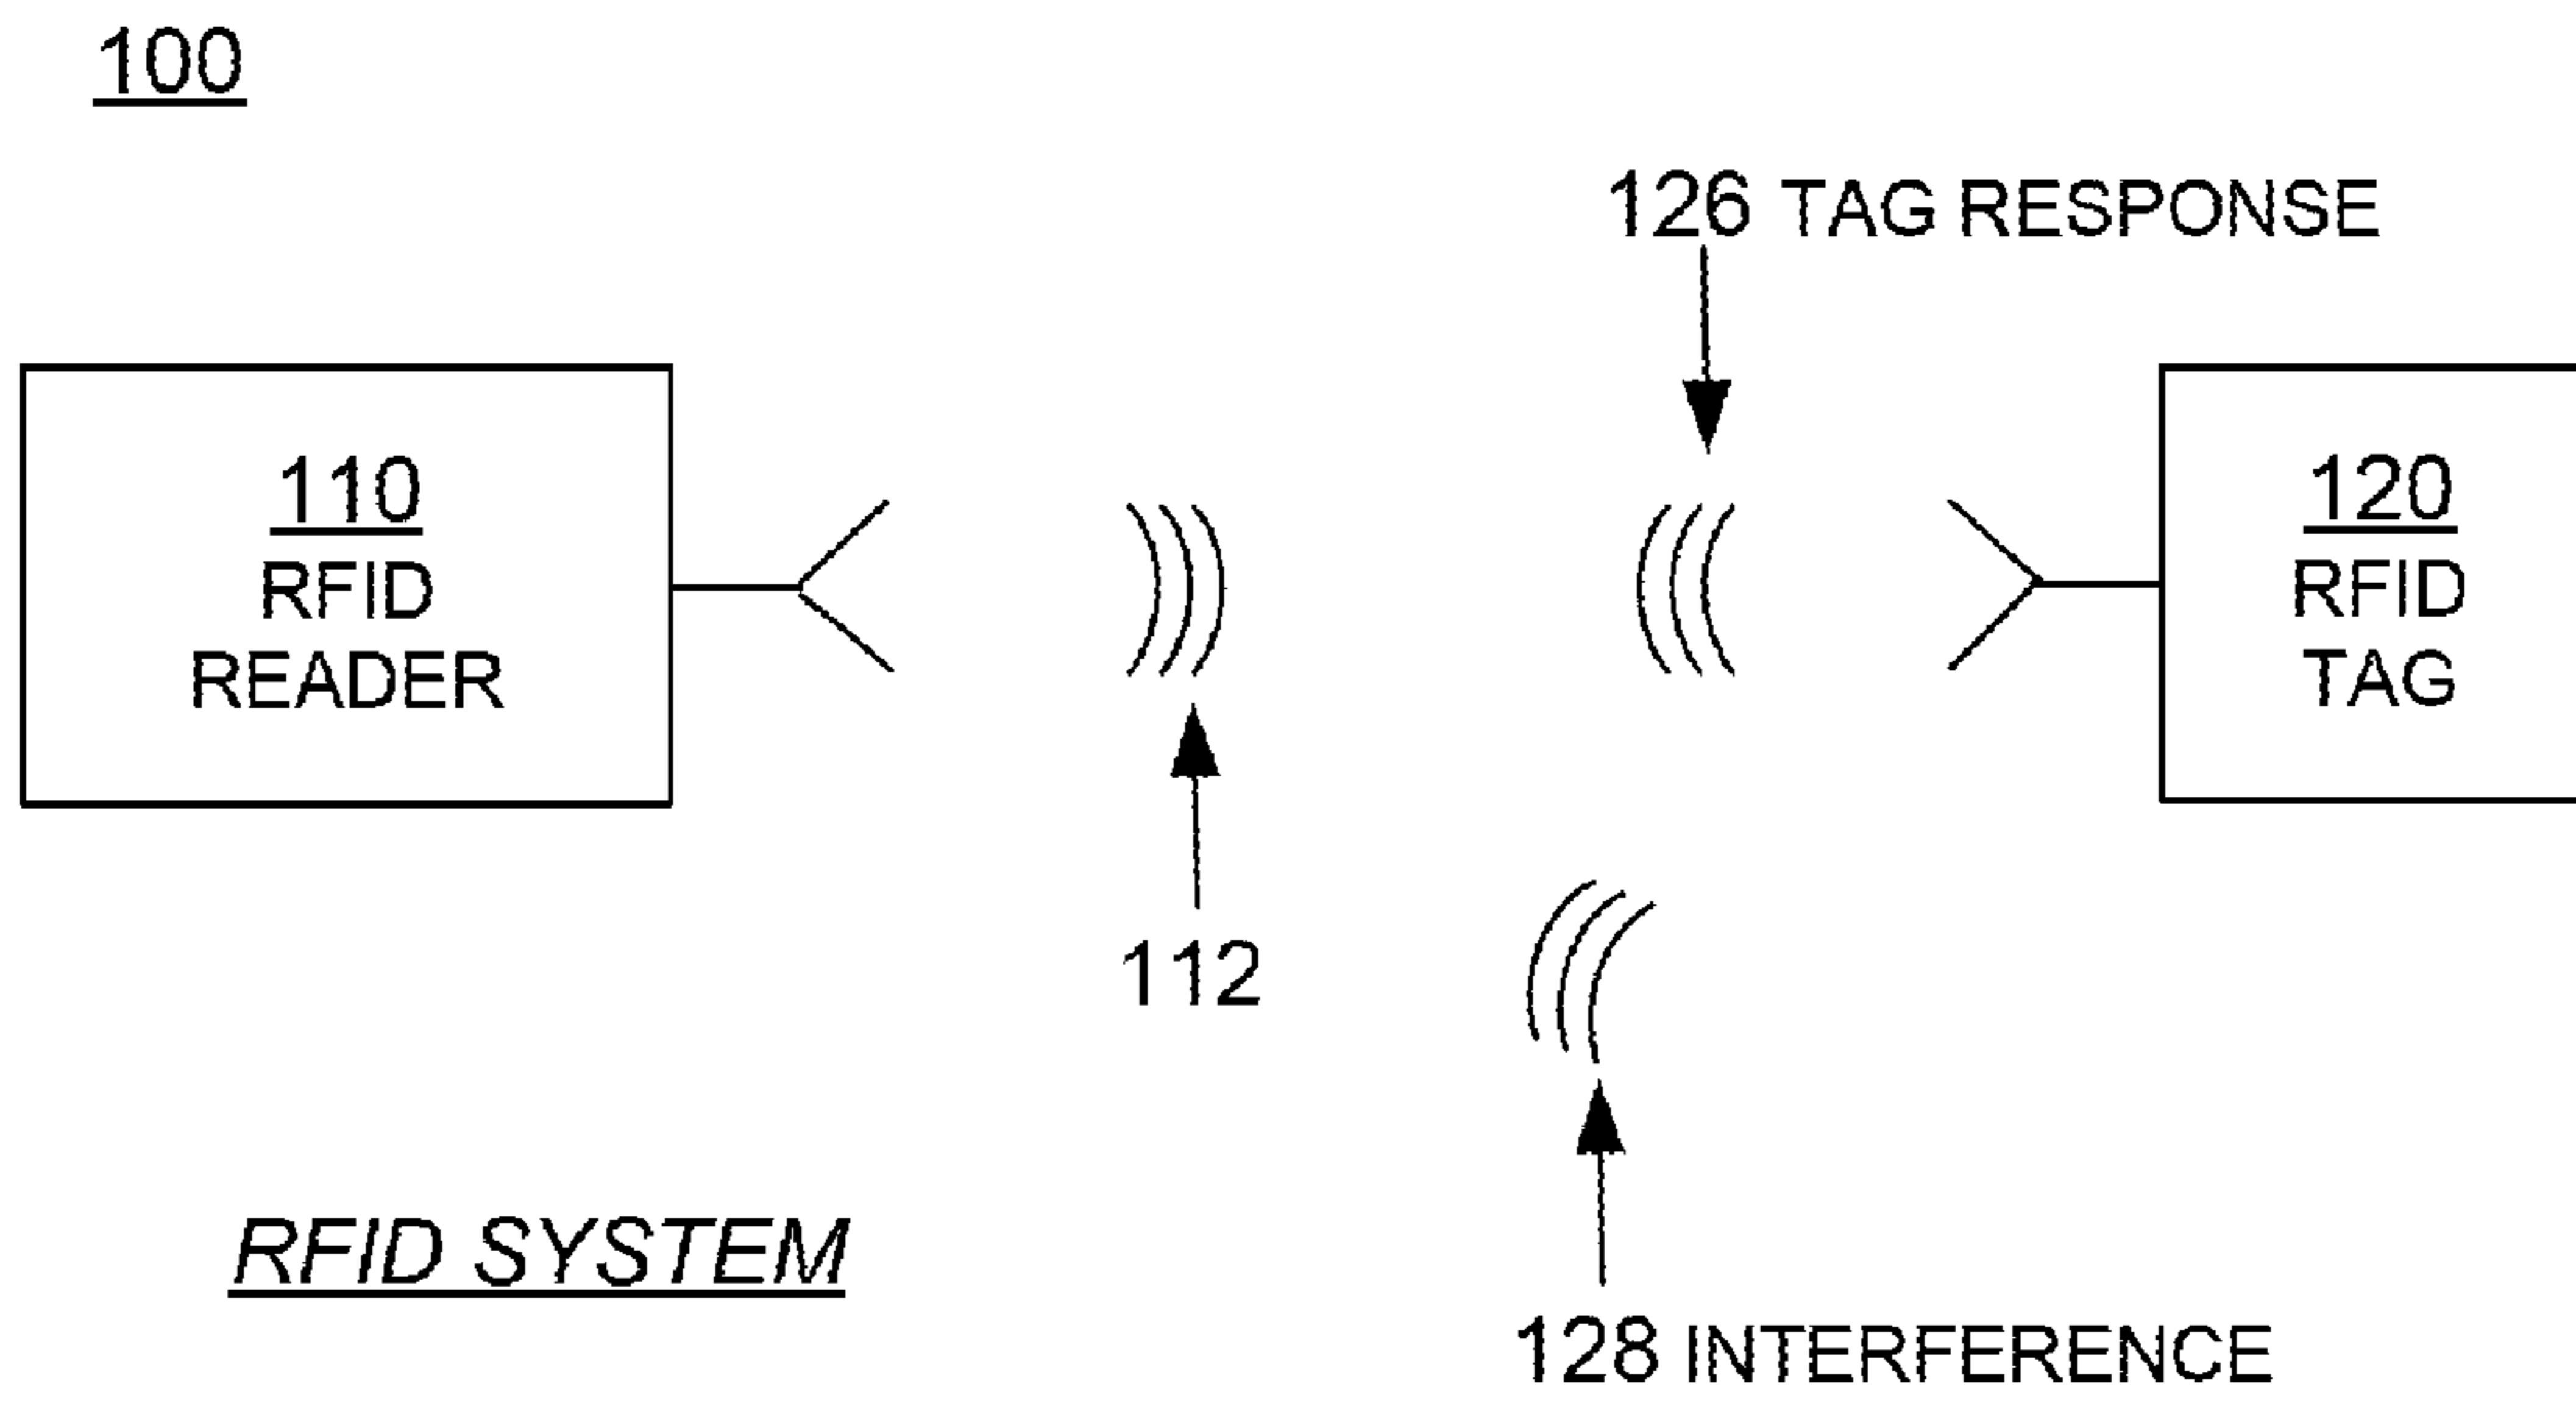 100
126 TAG RESPONSE
110
RFID
READER
120
RFID
TAG
112
RFID SYSTEM
128 INTERFERENCE